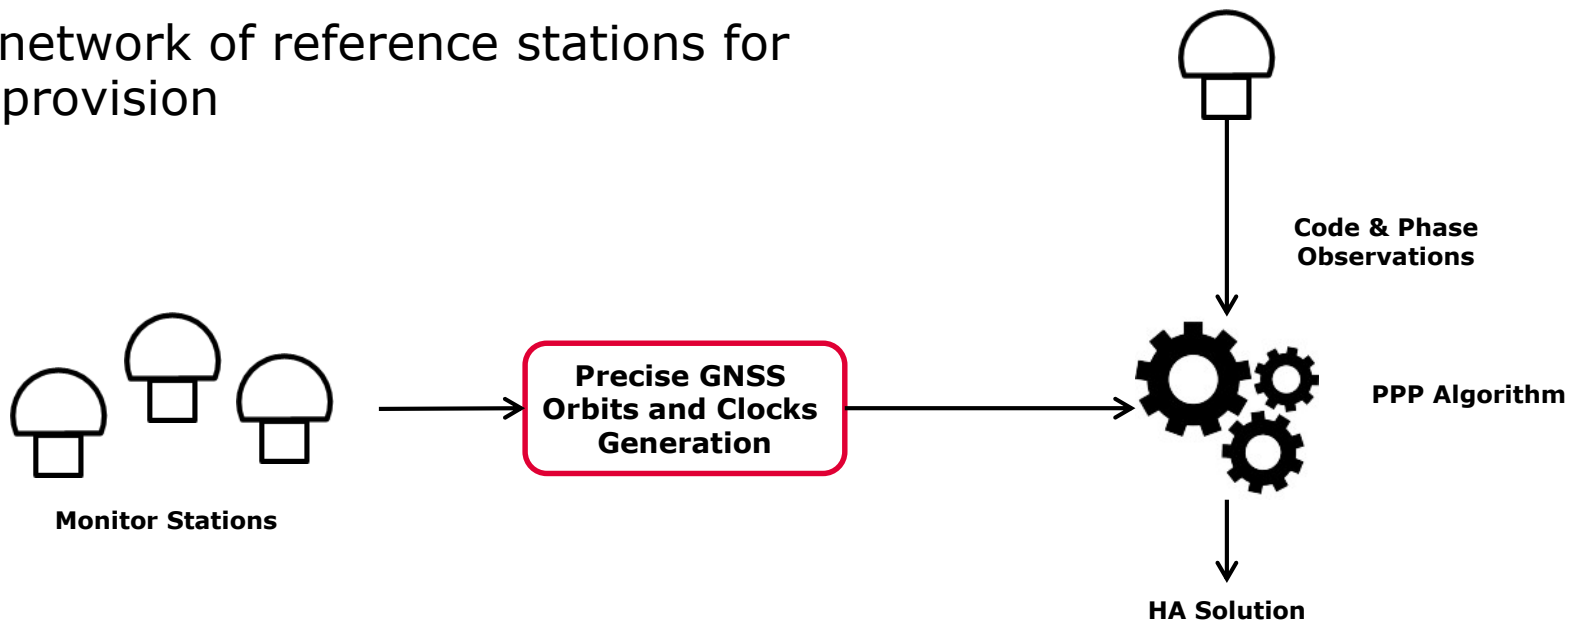 network of reference stations for
provision
Code & Phase
Observations
Precise GNSS
Orbits and Clocks
Generation
PPP Algorithm
Monitor Stations
HA Solution